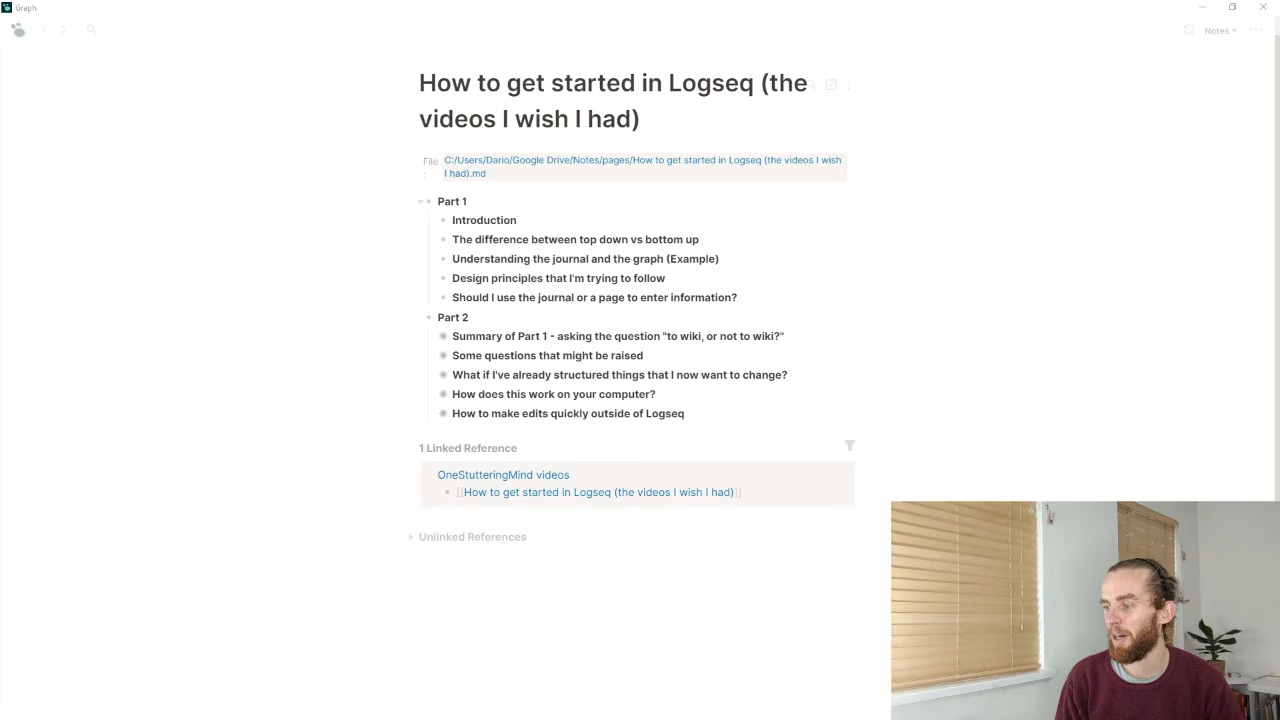 Graph
Notes
How to get started in Logseq (the
videos I wish I had)
File
:
C:/Users/Dario/Google Drive/Notes/pages/How to get started in Logseq (the videos I wish
I had).md
Part 1
Introduction
The difference between top down vs bottom up
Understanding the journal and the graph (Example)
Design principles that I'm trying to follow
Should I use the journal or a page to enter information?
Part 2
Summary of Part 1 - asking the question "to wiki, or not to wiki?"
Some questions that might be raised
What if I've already structured things that I now want to change?
How does this work on your computer?
How to make edits quickly outside of Logseq
1 Linked Reference
OneStutteringMind videos
[[How to get started in Logseq (the videos I wish I had)]]
Unlinked References